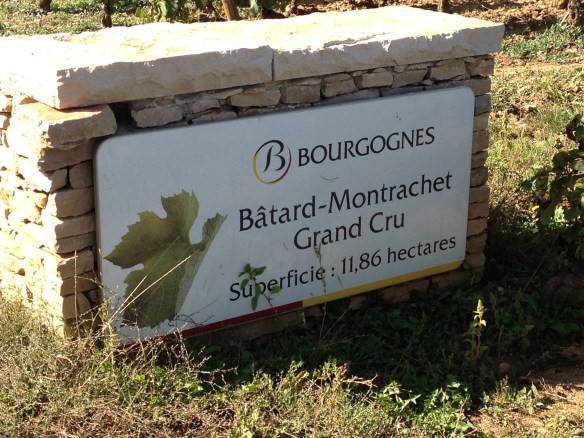 B BOURGOGNES
Bâtard-Montrachet
Grand Cru
Superficie : 11,86 hectares